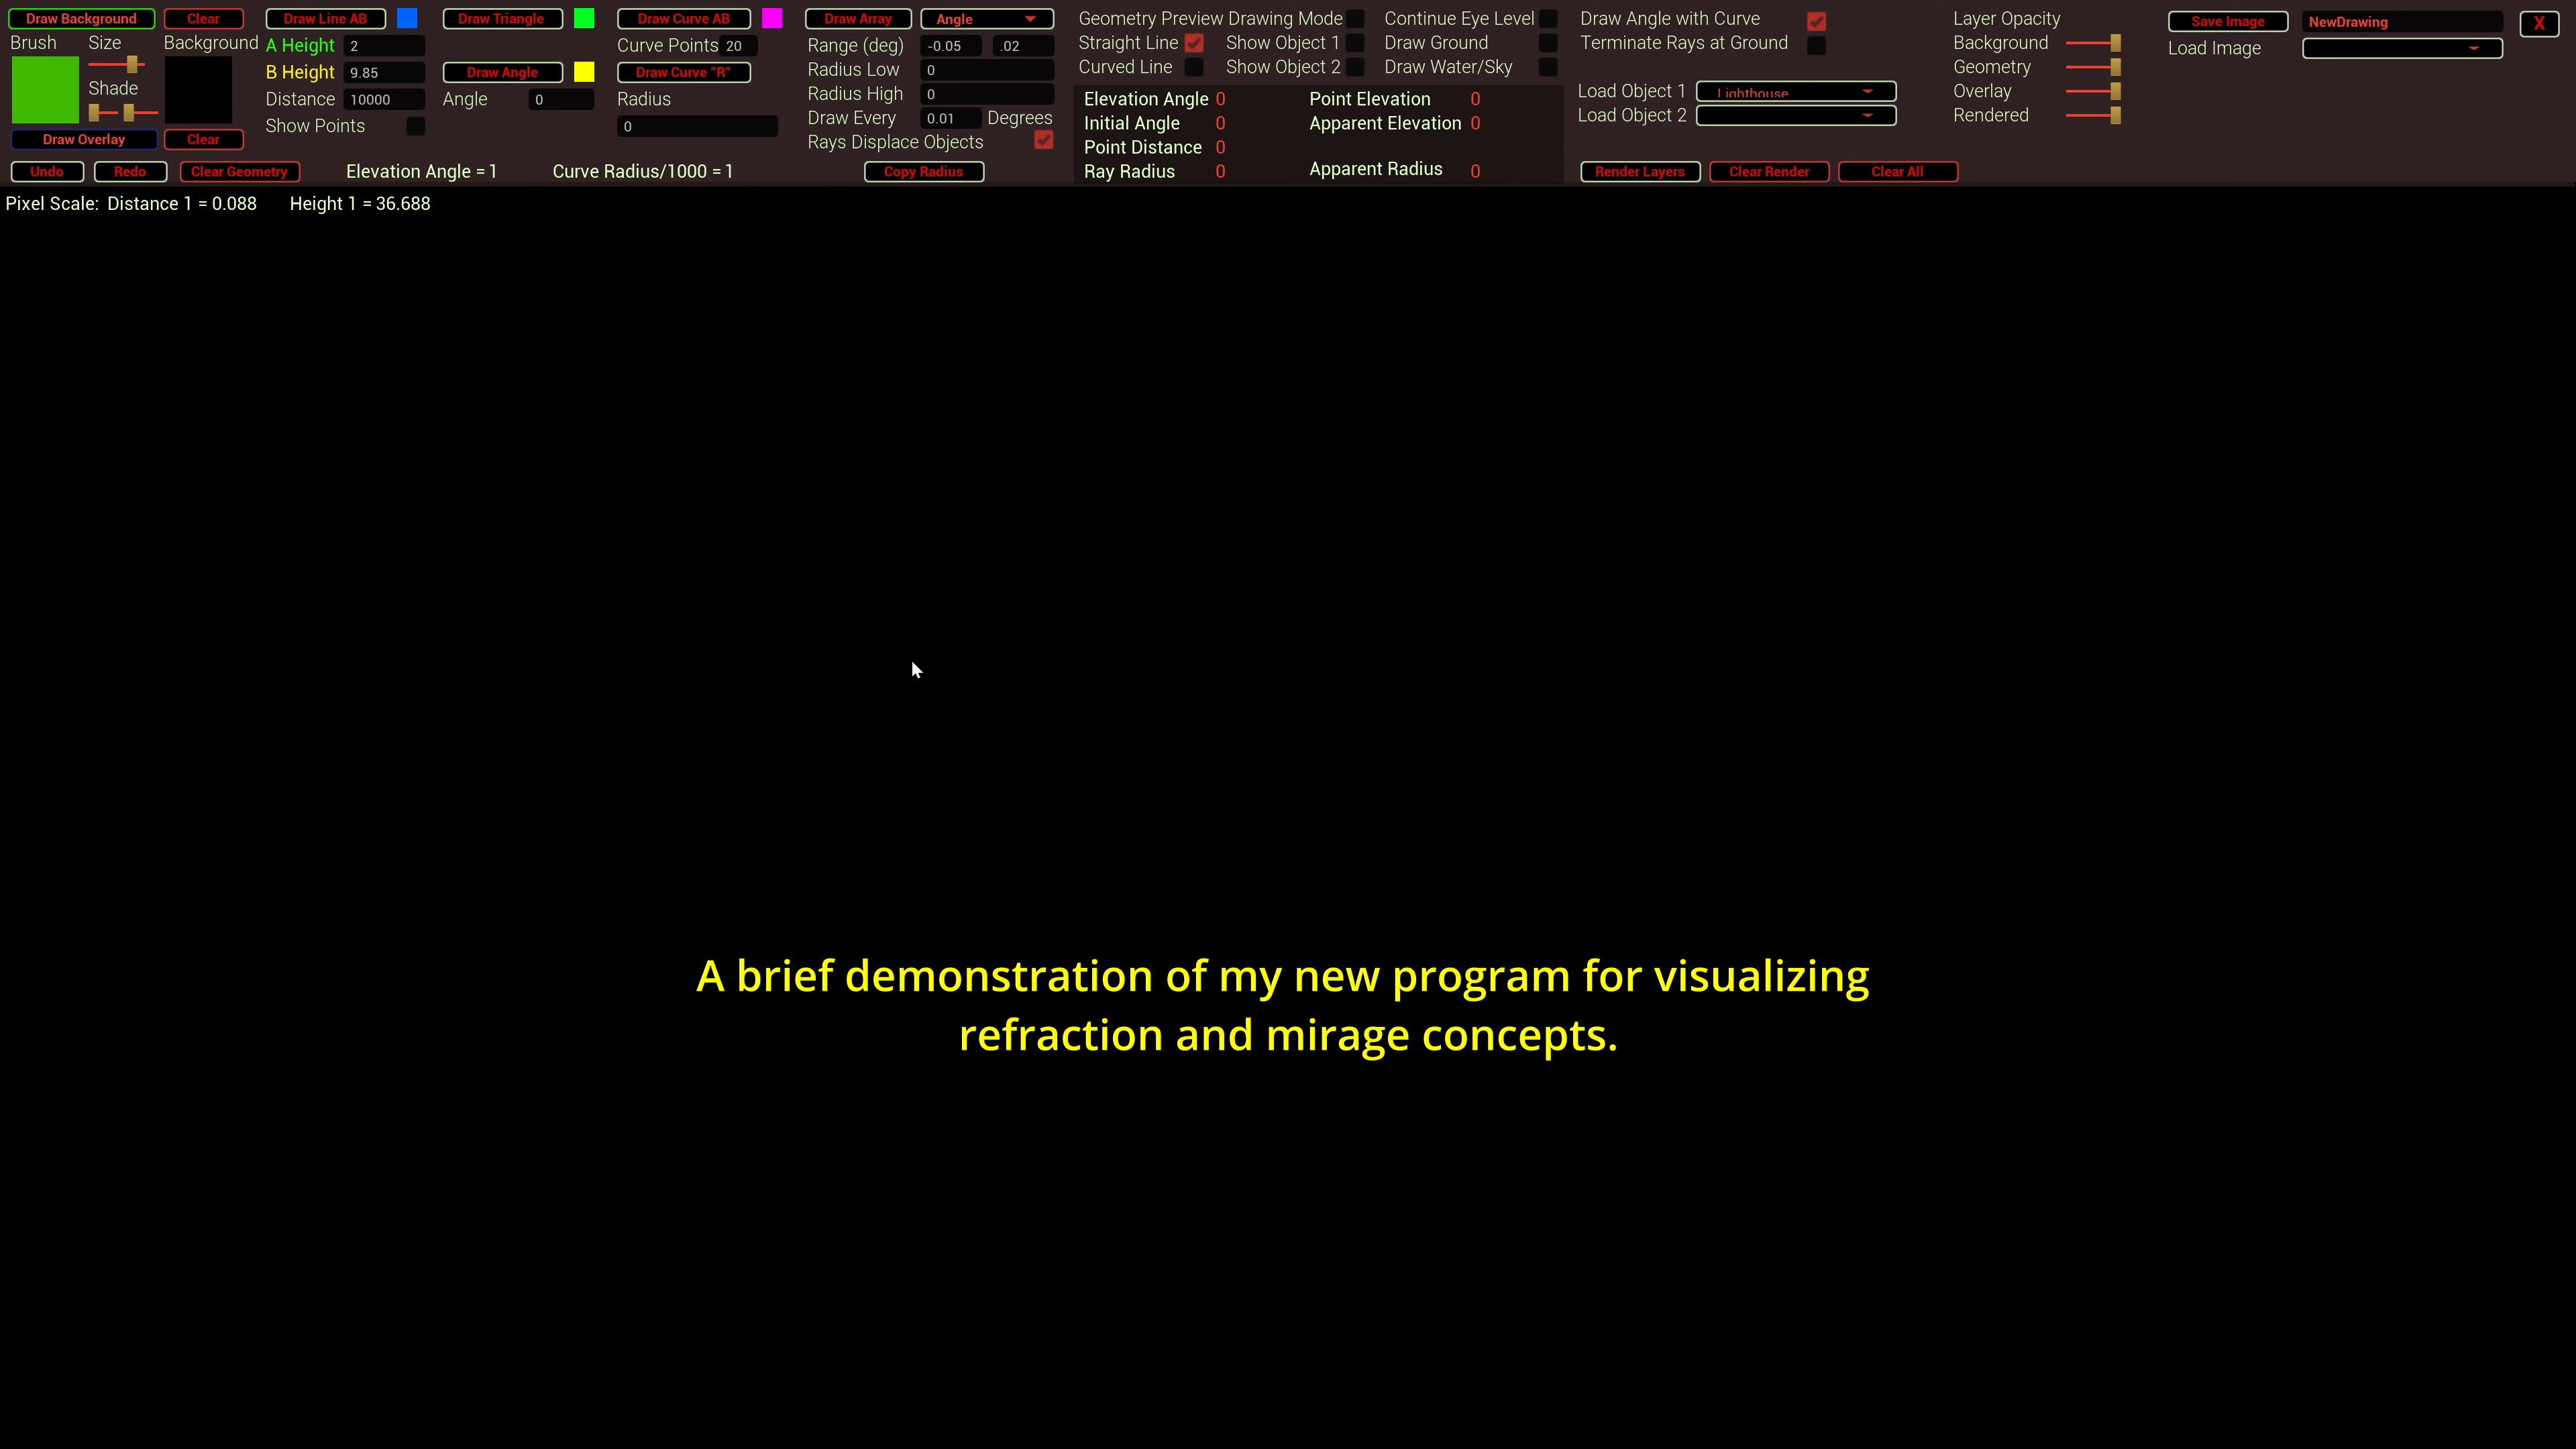 Draw Background Clear Draw Line AB Draw Triangle Draw Curve AB Draw Array Angle Geometry Preview Drawing Mode Continue Eye Level Draw Angle with Curve Layer Opacity Save Image NewDrawing X
Brush Size Background A Height 2 Curve Points 20 Range (deg) -0.05 .02 Straight Line Show Object 1 Draw Ground Terminate Rays at Ground Background Load Image
B Height 9.85 Draw Angle Draw Curve "R" Radius Low 0 Curved Line Show Object 2 Draw Water/Sky Geometry
Shade Distance 10000 Angle 0 Radius Radius High 0 Elevation Angle 0 Point Elevation 0 Load Object 1 Lighthouse Overlay
Show Points 0 Draw Every 0.01 Degrees Initial Angle 0 Apparent Elevation 0 Load Object 2 Rendered
Draw Overlay Clear Rays Displace Objects Point Distance 0
Undo Redo Clear Geometry Elevation Angle = 1 Curve Radius/1000 = 1 Copy Radius Ray Radius 0 Apparent Radius 0 Render Layers Clear Render Clear All
Pixel Scale: Distance 1 = 0.088 Height 1 = 36.688
A brief demonstration of my new program for visualizing
refraction and mirage concepts.